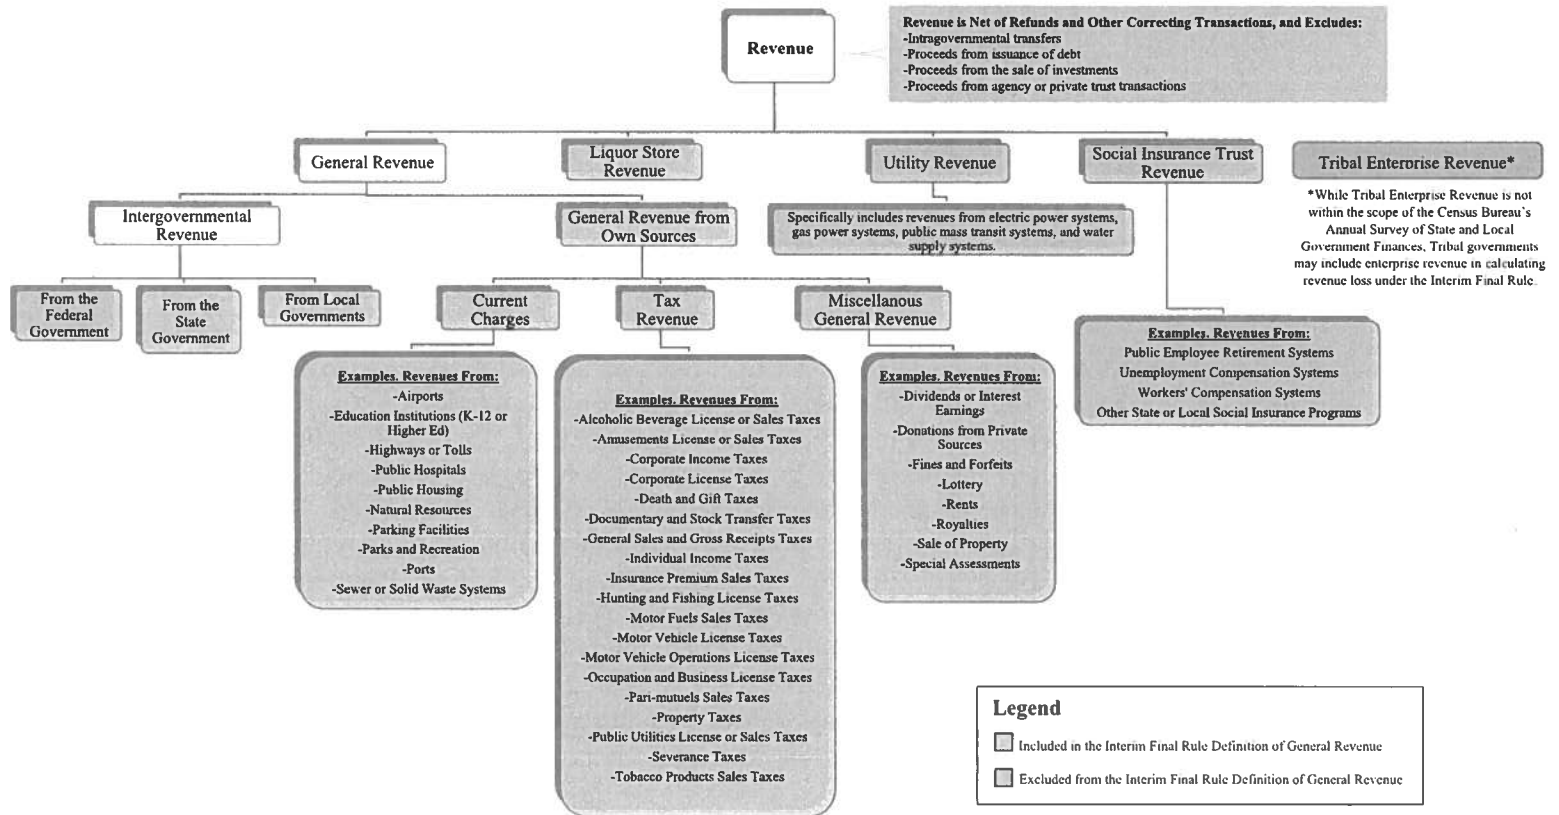 Revenue
Revenue is Net of Refunds and Other Correcting Transactions, and Excludes:
-Intragovernmental transfers
-Proceeds from issuance of debt
-Proceeds from the sale of investments
-Proceeds from agency or private trust transactions
General Revenue
Liquor Store
Revenue
Utility Revenue
Social Insurance Trust
Revenue
Tribal Enterprise Revenue*
*While Tribal Enterprise Revenue is not
within the scope of the Census Bureau's
Annual Survey of State and Local
Government Finances, Tribal governments
may include enterprise revenue in calculating
revenue loss under the Interim Final Rule.
Intergovernmental
Revenue
General Revenue from
Own Sources
Specifically includes revenues from electric power systems,
gas power systems, public mass transit systems, and water
supply systems.
From the
Federal
Government
From the
State
Government
From Local
Governments
Current
Charges
Tax
Revenue
Miscellanous
General Revenue
Examples. Revenues From:
-Airports
-Education Institutions (K-12 or
Higher Ed)
-Highways or Tolls
-Public Hospitals
-Public Housing
-Natural Resources
-Parking Facilities
-Parks and Recreation
-Ports
-Sewer or Solid Waste Systems
Examples. Revenues From:
-Alcoholic Beverage License or Sales Taxes
-Amusements License or Sales Taxes
-Corporate Income Taxes
-Corporate License Taxes
-Death and Gift Taxes
-Documentary and Stock Transfer Taxes
-General Sales and Gross Receipts Taxes
-Individual Income Taxes
-Insurance Premium Sales Taxes
-Hunting and Fishing License Taxes
-Motor Fuels Sales Taxes
-Motor Vehicle License Taxes
-Motor Vehicle Operations License Taxes
-Occupation and Business License Taxes
-Pari-mutuels Sales Taxes
-Property Taxes
-Public Utilities License or Sales Taxes
-Severance Taxes
-Tobacco Products Sales Taxes
Examples. Revenues From:
-Dividends or Interest
Earnings
-Donations from Private
Sources
-Fines and Forfeits
-Lottery
-Rents
-Royalties
-Sale of Property
-Special Assessments
Examples. Revenues From:
Public Employee Retirement Systems
Unemployment Compensation Systems
Workers' Compensation Systems
Other State or Local Social Insurance Programs
Legend
Included in the Interim Final Rule Definition of General Revenue
Excluded from the Interim Final Rule Definition of General Revenue